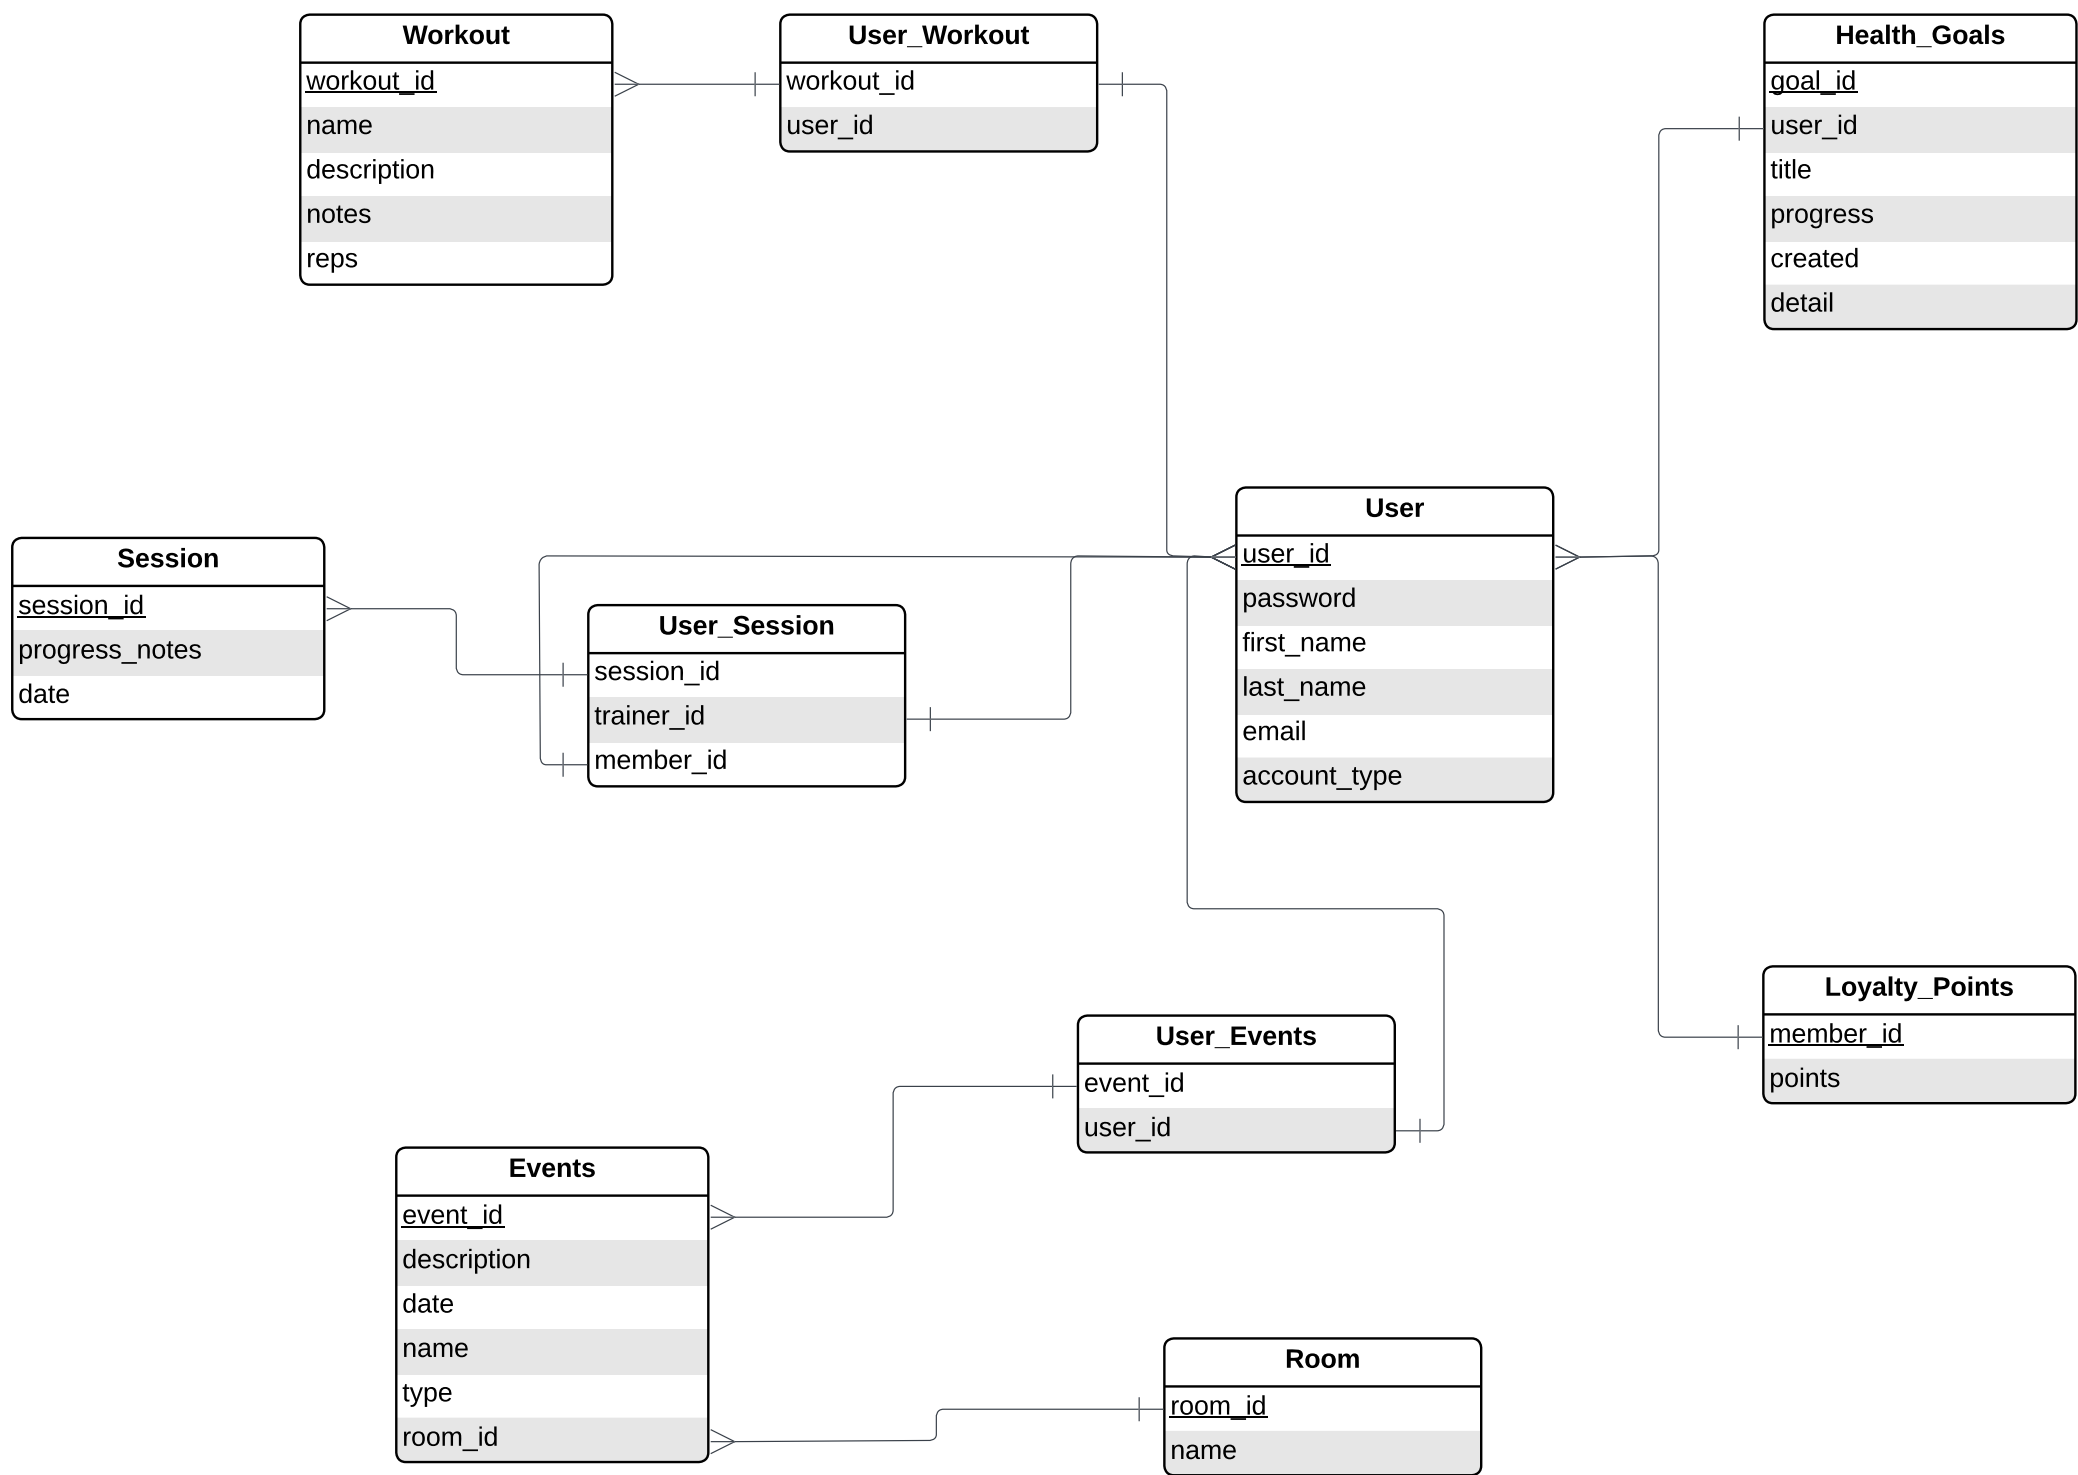 Workout
workout_id
name
description
notes
reps
User_Workout
workout_id
user_id
Health_Goals
goal_id
user_id
title
progress
created
detail
User
user_id
password
first_name
last_name
email
account_type
Session
session_id
progress_notes
date
User_Session
session_id
trainer_id
member_id
Loyalty_Points
member_id
points
User_Events
event_id
user_id
Events
event_id
description
date
name
type
room_id
Room
room_id
name